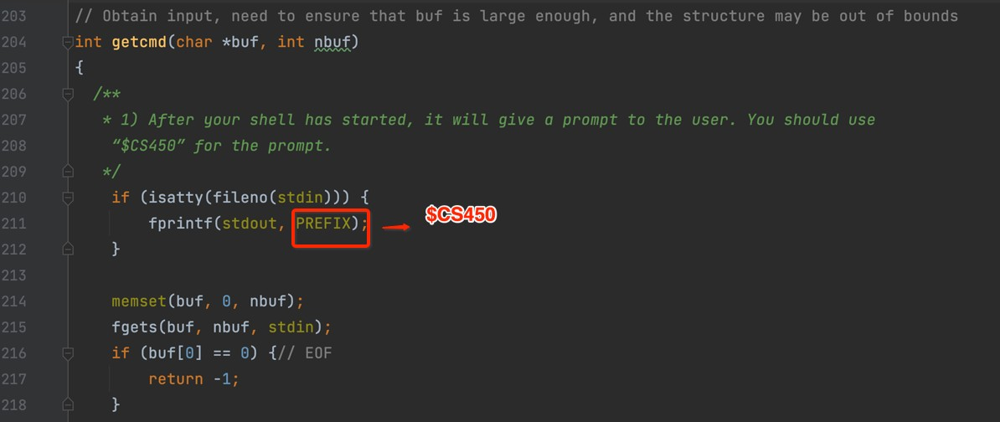 203 // Obtain input, need to ensure that buf is large enough, and the structure may be out of bounds
204 int getcmd(char *buf, int nbuf)
205 {
206 /**
207 * 1) After your shell has started, it will give a prompt to the user. You should use
208 “$CS450” for the prompt.
209 */
210 if (isatty(fileno(stdin))) {
211 fprintf(stdout, PREFIX); $CS450
212 }
213
214 memset(buf, 0, nbuf);
215 fgets(buf, nbuf, stdin);
216 if (buf[0] == 0) {// EOF
217 return -1;
218 }